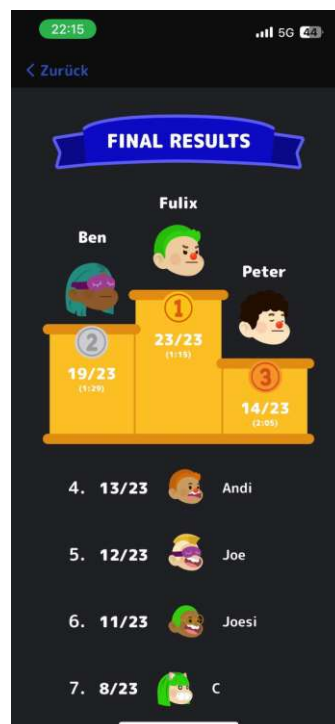 22:15
5G 44
Zurück
FINAL RESULTS
Fulix
Ben
Peter
1
2
23/23
(1:15)
19/23
(1:29)
3
14/23
(2:05)
4. 13/23 Andi
5. 12/23 Joe
6. 11/23 Joesi
7. 8/23 C